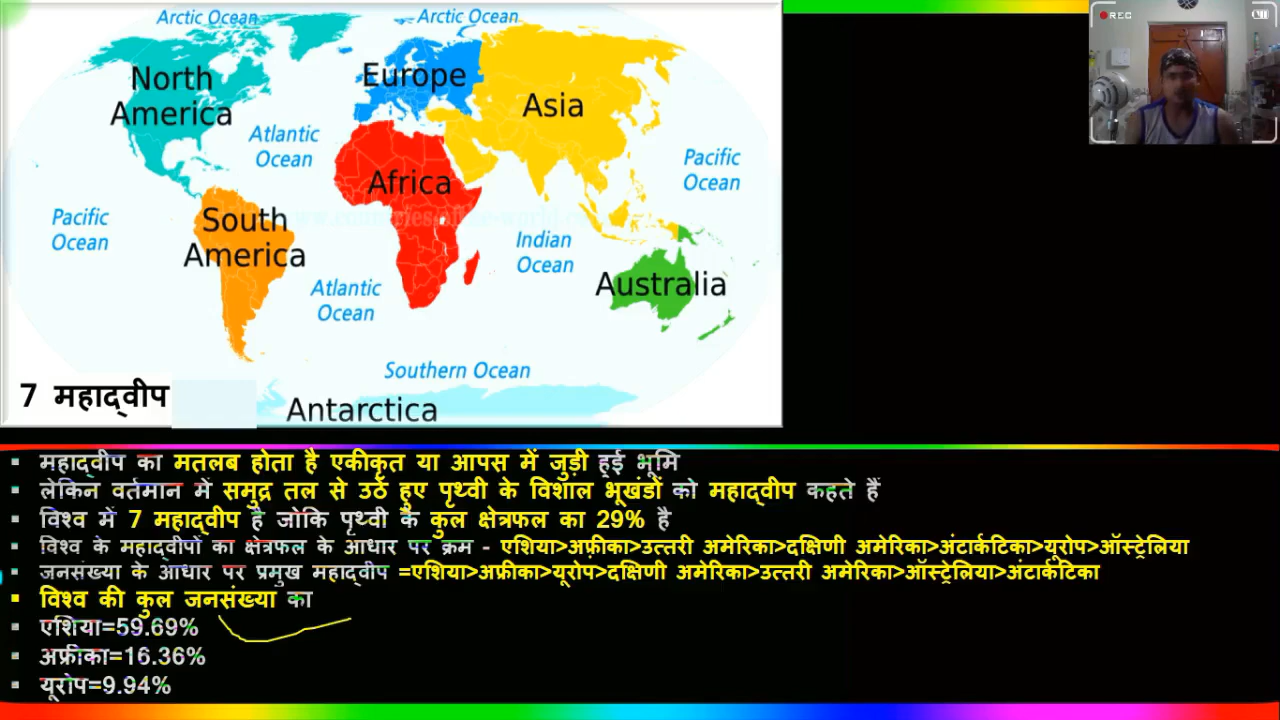 Arctic Ocean
Arctic Ocean
REC
North
America
Europe
Asia
Atlantic
Ocean
Pacific
Ocean
Africa
Pacific
Ocean
South
America
Indian
Ocean
Australia
Atlantic
Ocean
Southern Ocean
7 महाद्वीप
Antarctica
▪ महाद्वीप का मतलब होता है एकीकृत या आपस में जुड़ी हुई भूमि
▪ लेकिन वर्तमान में समुद्र तल से उठे हुए पृथ्वी के विशाल भूखंडों को महाद्वीप कहते हैं
▪ विश्व में 7 महाद्वीप है जोकि पृथ्वी के कुल क्षेत्रफल का 29% है
▪ विश्व के महाद्वीपों का क्षेत्रफल के आधार पर क्रम - एशिया>अफ़्रीका>उत्तरी अमेरिका>दक्षिणी अमेरिका>अंटार्कटिका>यूरोप>ऑस्ट्रेलिया
▪ जनसंख्या के आधार पर प्रमुख महाद्वीप =एशिया>अफ्रीका>यूरोप>दक्षिणी अमेरिका>उत्तरी अमेरिका>ऑस्ट्रेलिया>अंटार्कटिका
▪ विश्व की कुल जनसंख्या का
▪ एशिया=59.69%
▪ अफ्रीका=16.36%
▪ यूरोप=9.94%